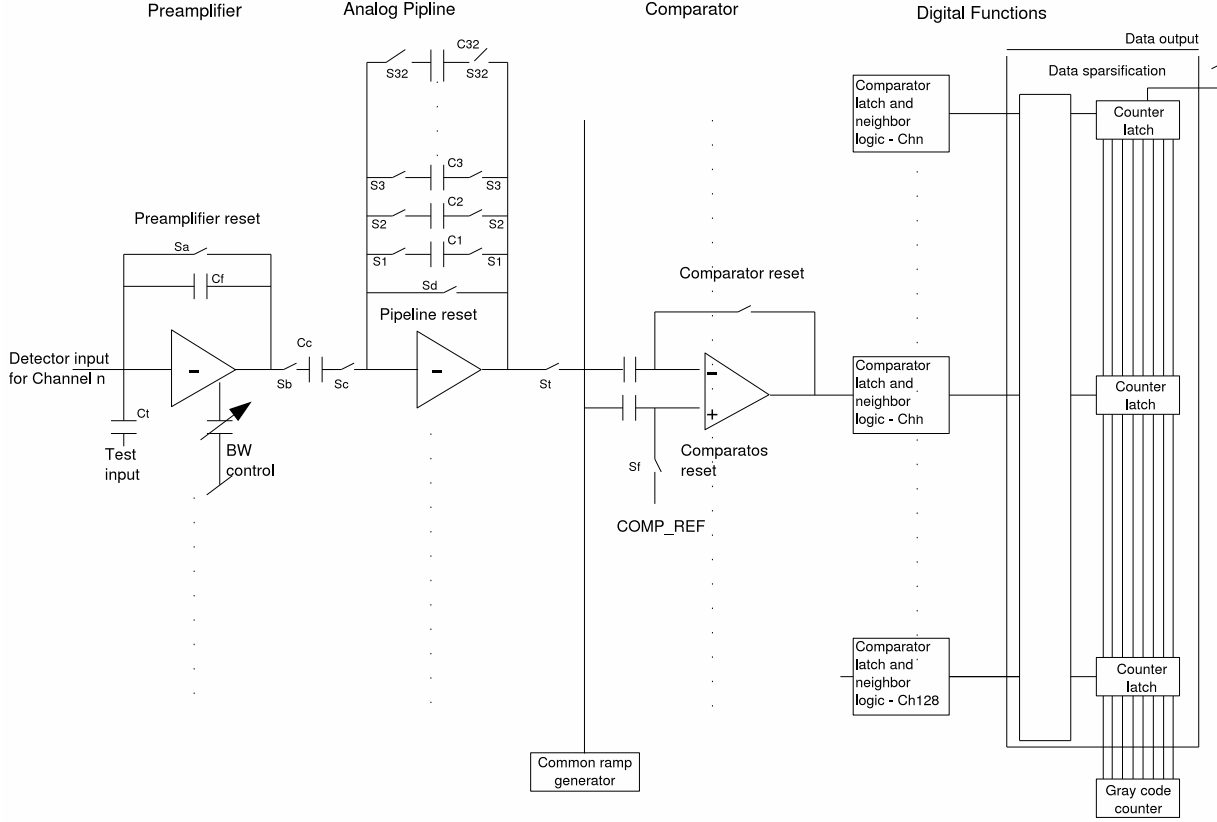 Preamplifier
Analog Pipline
Comparator
Digital Functions
Data output
Data sparsification
C32
S32
S32
Comparator
latch and
neighbor
logic - Chn
Counter
latch
C3
S3
S3
C2
S2
S2
C1
S1
S1
Preamplifier reset
Sa
Cf
Sd
Pipeline reset
Comparator reset
Detector input
for Channel n
-
Cc
Sb
Sc
-
St
-
+
Comparator
latch and
neighbor
logic - Chn
Counter
latch
Ct
Test
input
BW
control
Comparatos
reset
Sf
COMP_REF
Comparator
latch and
neighbor
logic - Ch128
Counter
latch
Common ramp
generator
Gray code
counter